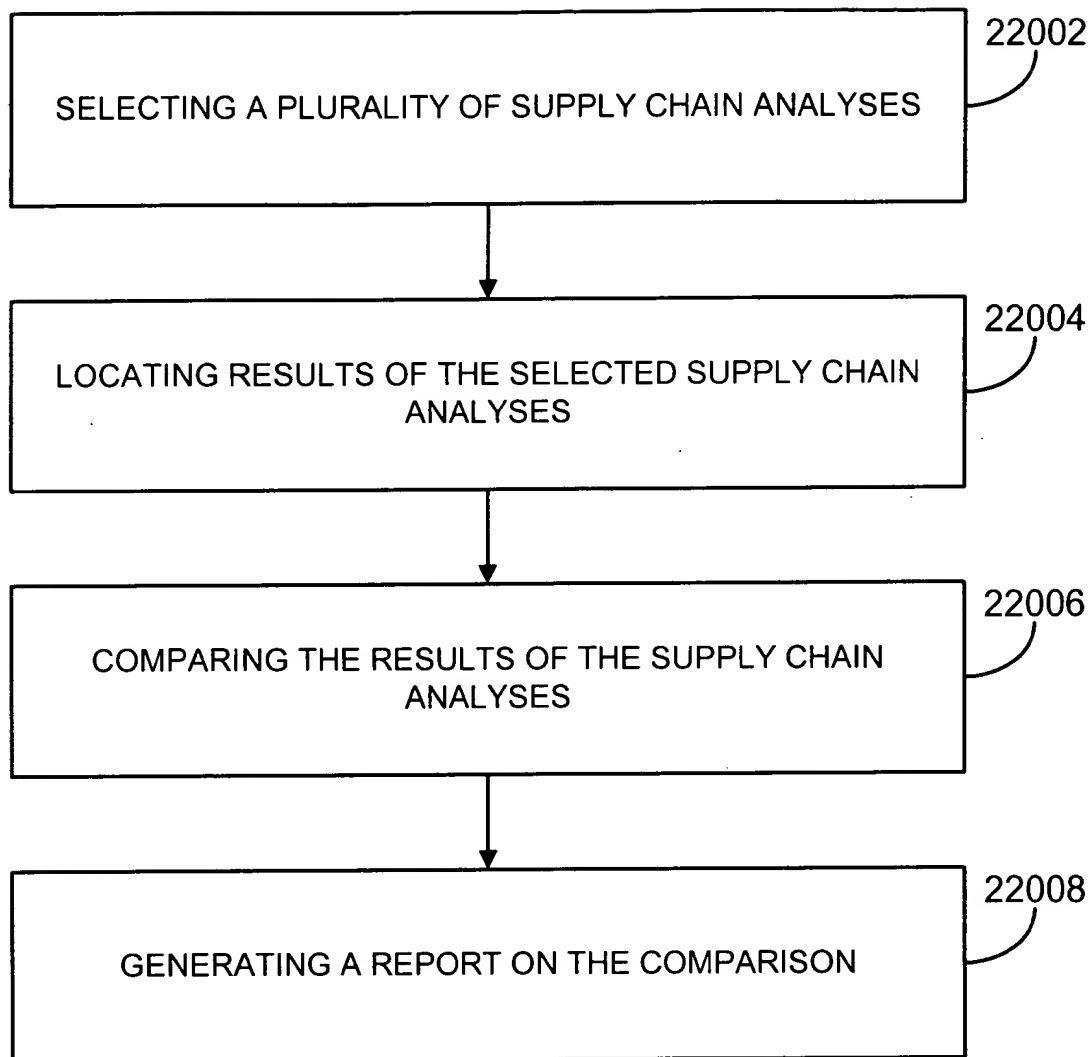 22002
SELECTING A PLURALITY OF SUPPLY CHAIN ANALYSES
22004
LOCATING RESULTS OF THE SELECTED SUPPLY CHAIN
ANALYSES
22006
COMPARING THE RESULTS OF THE SUPPLY CHAIN
ANALYSES
22008
GENERATING A REPORT ON THE COMPARISON